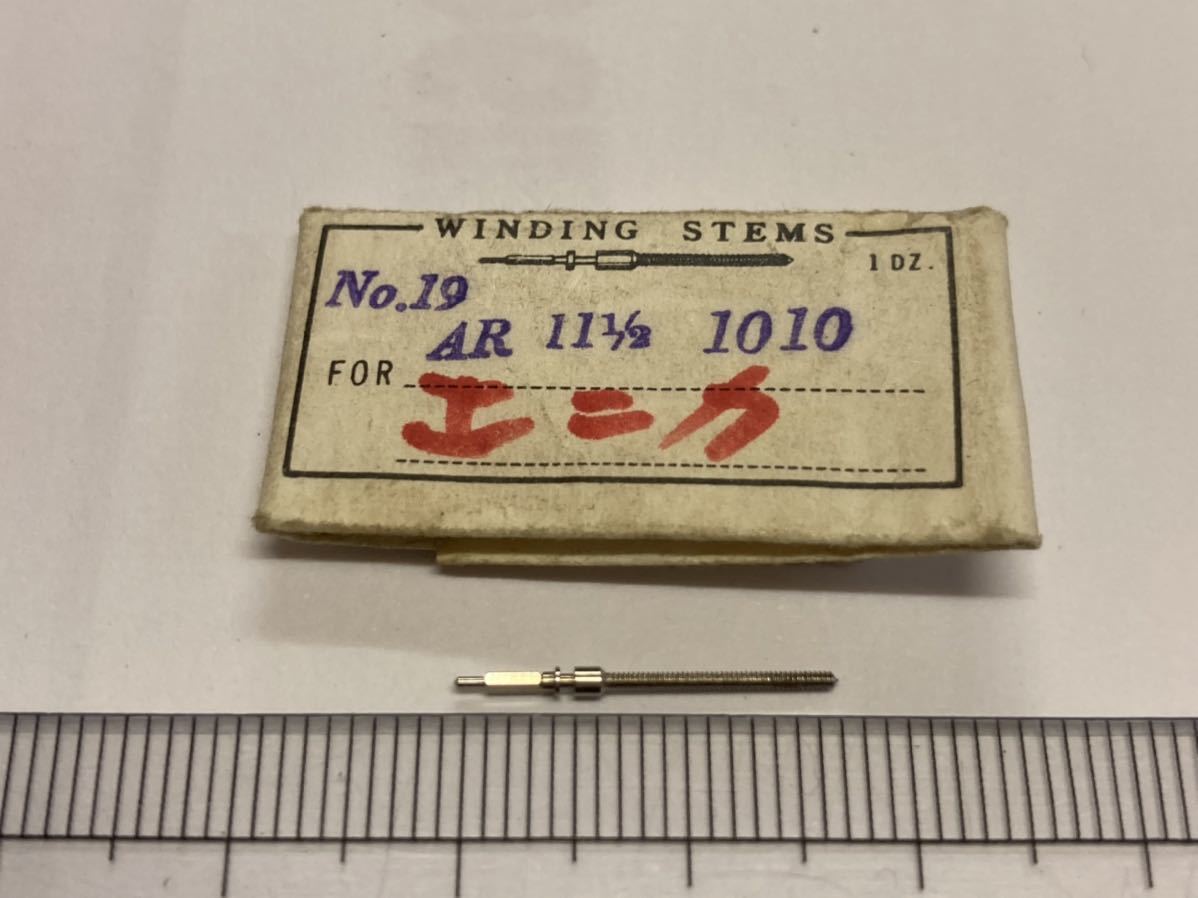 WINDING STEMS
1 DZ.
No.19
AR 11½ 1010
FOR
エニカ